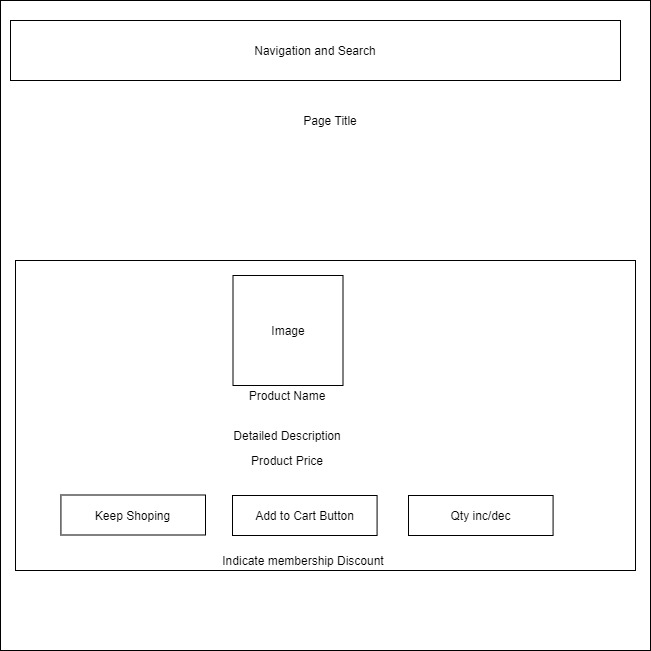 Navigation and Search
Page Title
Image
Product Name
Detailed Description
Product Price
Keep Shoping
Add to Cart Button
Qty inc/dec
Indicate membership Discount